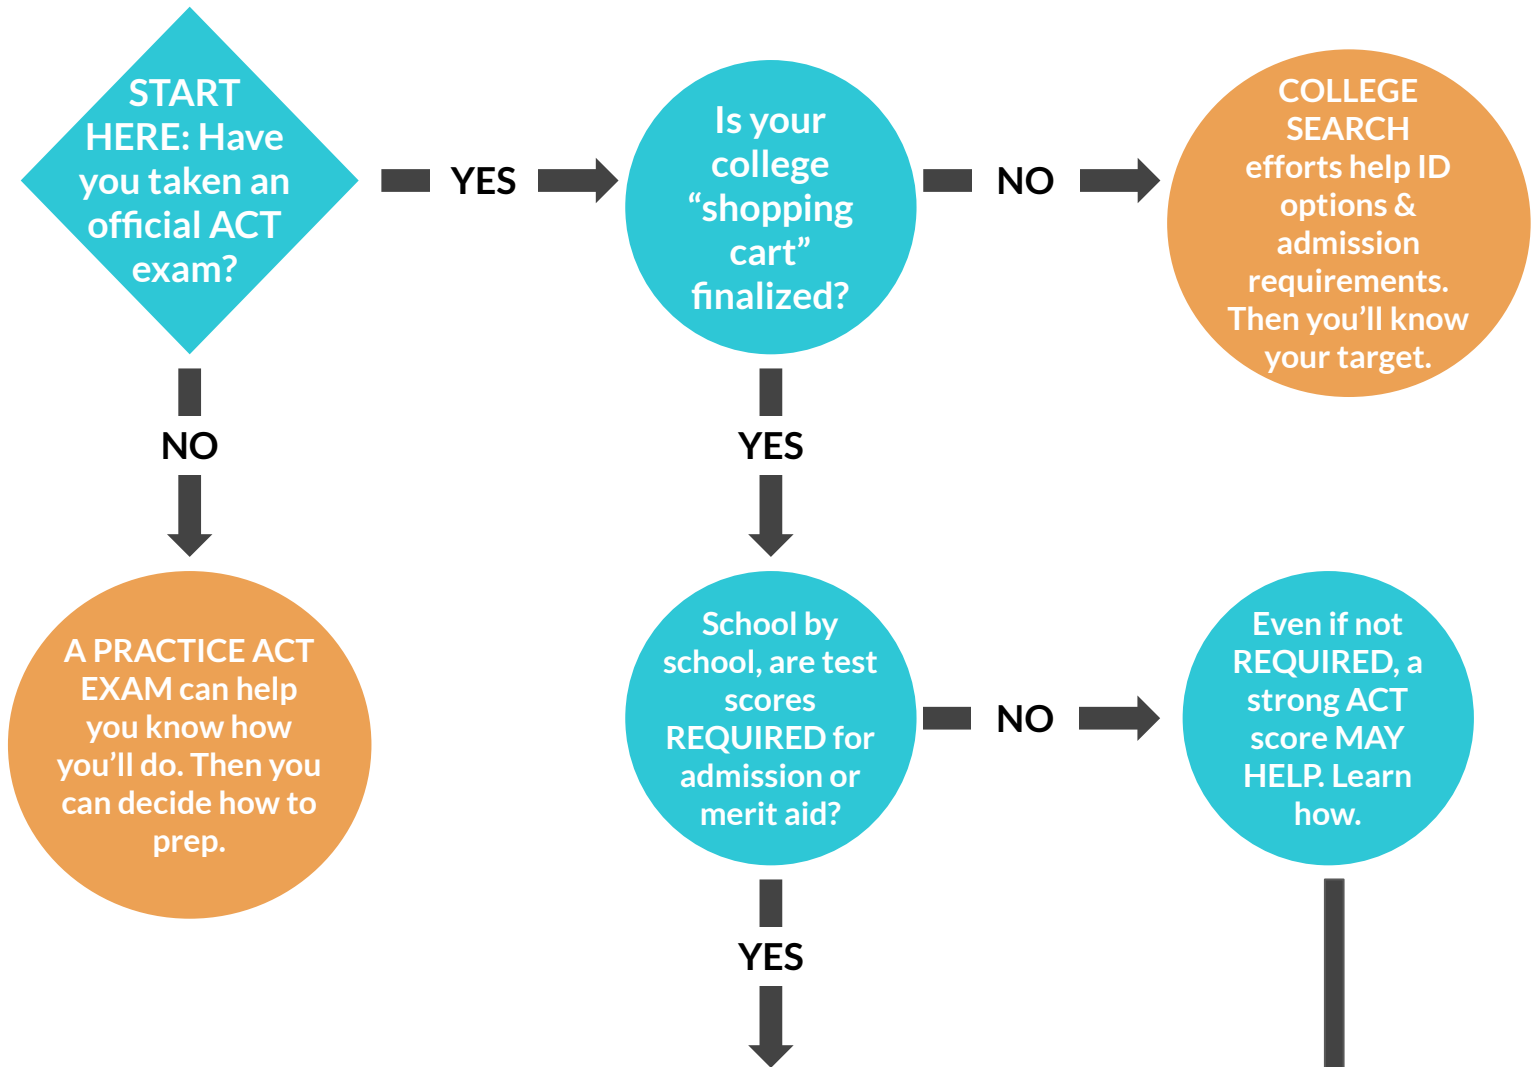 START
HERE: Have
you taken an
official ACT
exam?
YES
Is your
college
“shopping
cart”
finalized?
NO
COLLEGE
SEARCH
efforts help ID
options &
admission
requirements.
Then you’ll know
your target.
NO
YES
A PRACTICE ACT
EXAM can help
you know how
you’ll do. Then you
can decide how to
prep.
School by
school, are test
scores
REQUIRED for
admission or
merit aid?
NO
Even if not
REQUIRED, a
strong ACT
score MAY
HELP. Learn
how.
YES